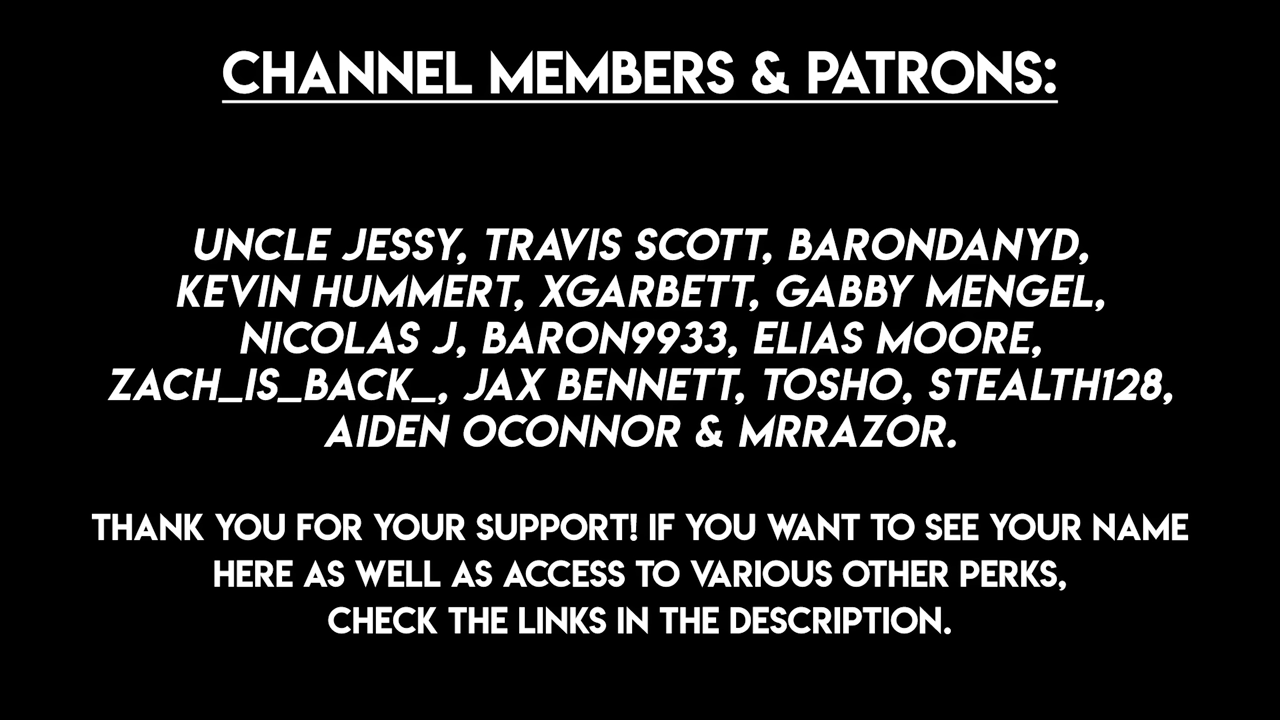 CHANNEL MEMBERS & PATRONS:
UNCLE JESSY, TRAVIS SCOTT, BARONDANYD,
KEVIN HUMMERT, XGARBETT, GABBY MENGEL,
NICOLAS J, BARON9933, ELIAS MOORE,
ZACH_IS_BACK_, JAX BENNETT, TOSHO, STEALTH128,
AIDEN OCONNOR & MRRAZOR.
THANK YOU FOR YOUR SUPPORT! IF YOU WANT TO SEE YOUR NAME
HERE AS WELL AS ACCESS TO VARIOUS OTHER PERKS,
CHECK THE LINKS IN THE DESCRIPTION.